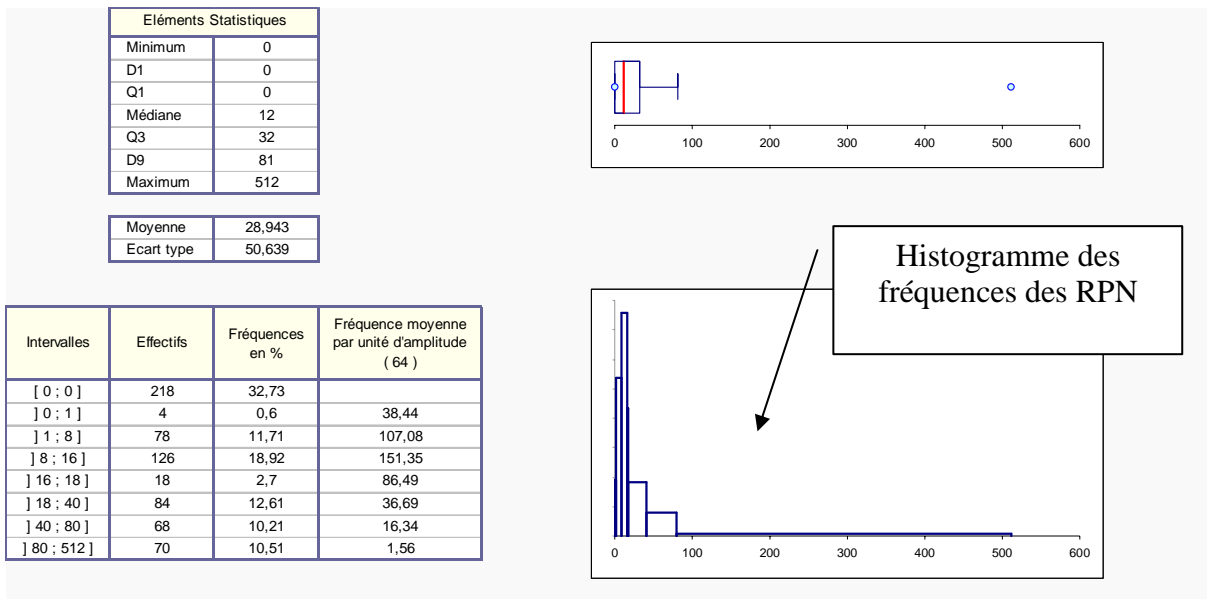 Eléments Statistiques
Minimum 0
D1 0
Q1 0
Médiane 12
Q3 32
D9 81
Maximum 512
Moyenne 28,943
Ecart type 50,639
0 100 200 300 400 500 600
Histogramme des
fréquences des RPN
Intervalles Effectifs Fréquences en % Fréquence moyenne par unité d'amplitude ( 64 )
[ 0 ; 0 ] 218 32,73
] 0 ; 1 ] 4 0,6 38,44
] 1 ; 8 ] 78 11,71 107,08
] 8 ; 16 ] 126 18,92 151,35
] 16 ; 18 ] 18 2,7 86,49
] 18 ; 40 ] 84 12,61 36,69
] 40 ; 80 ] 68 10,21 16,34
] 80 ; 512 ] 70 10,51 1,56
0 100 200 300 400 500 600